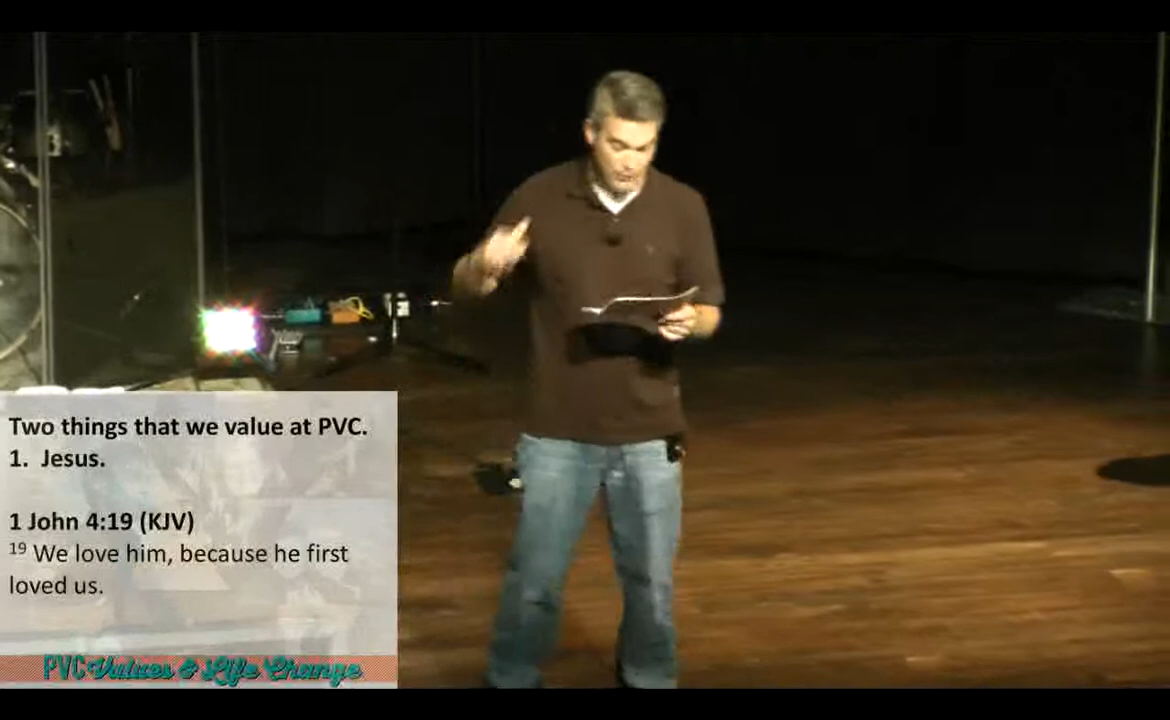 Two things that we value at PVC.
1. Jesus.
1 John 4:19 (KJV)
19 We love him, because he first
loved us.
PVC Values & Life Change